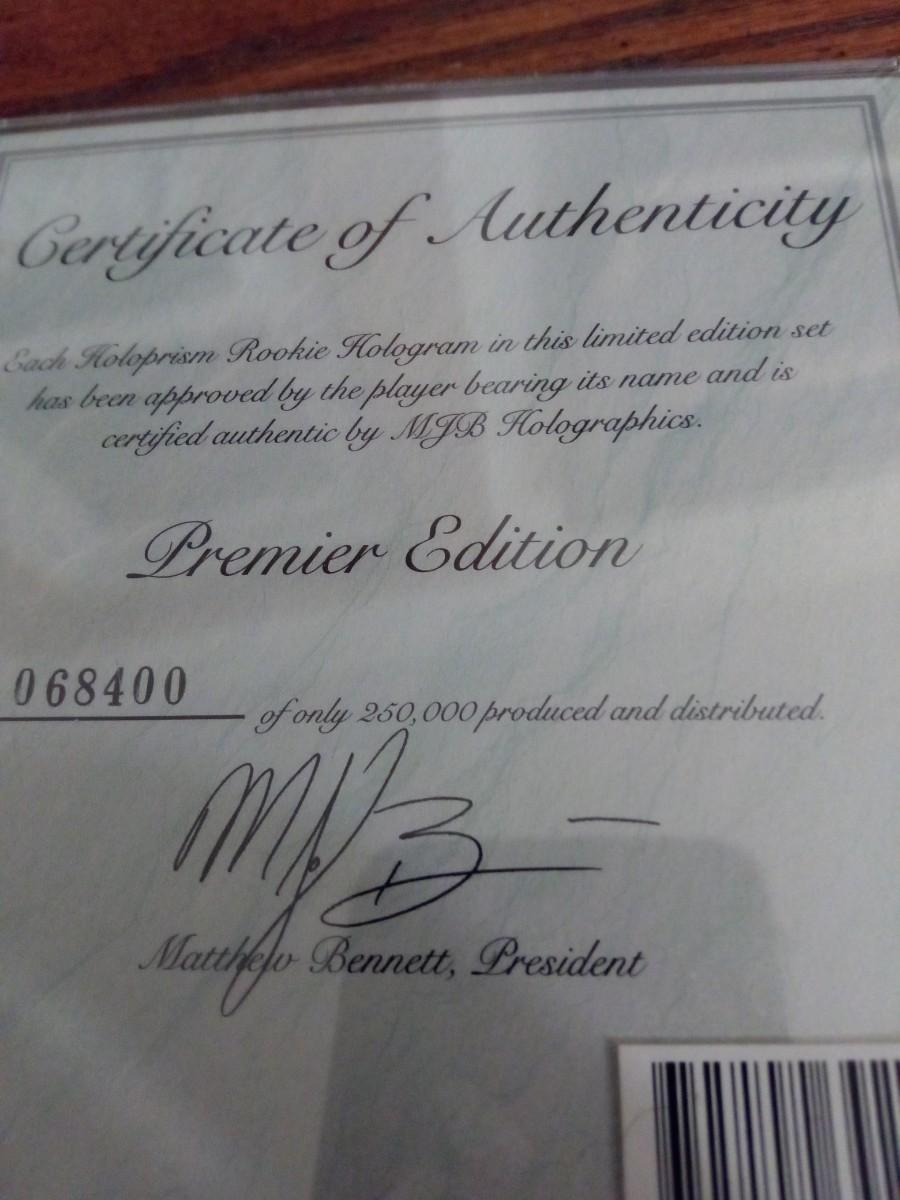 Certificate of Authenticity
Each Holoprism Rookie Hologram in this limited edition set
has been approved by the player bearing its name and is
certified authentic by MJB Holographics.
Premier Edition
068400 of only 250,000 produced and distributed.
Matthew Bennett, President